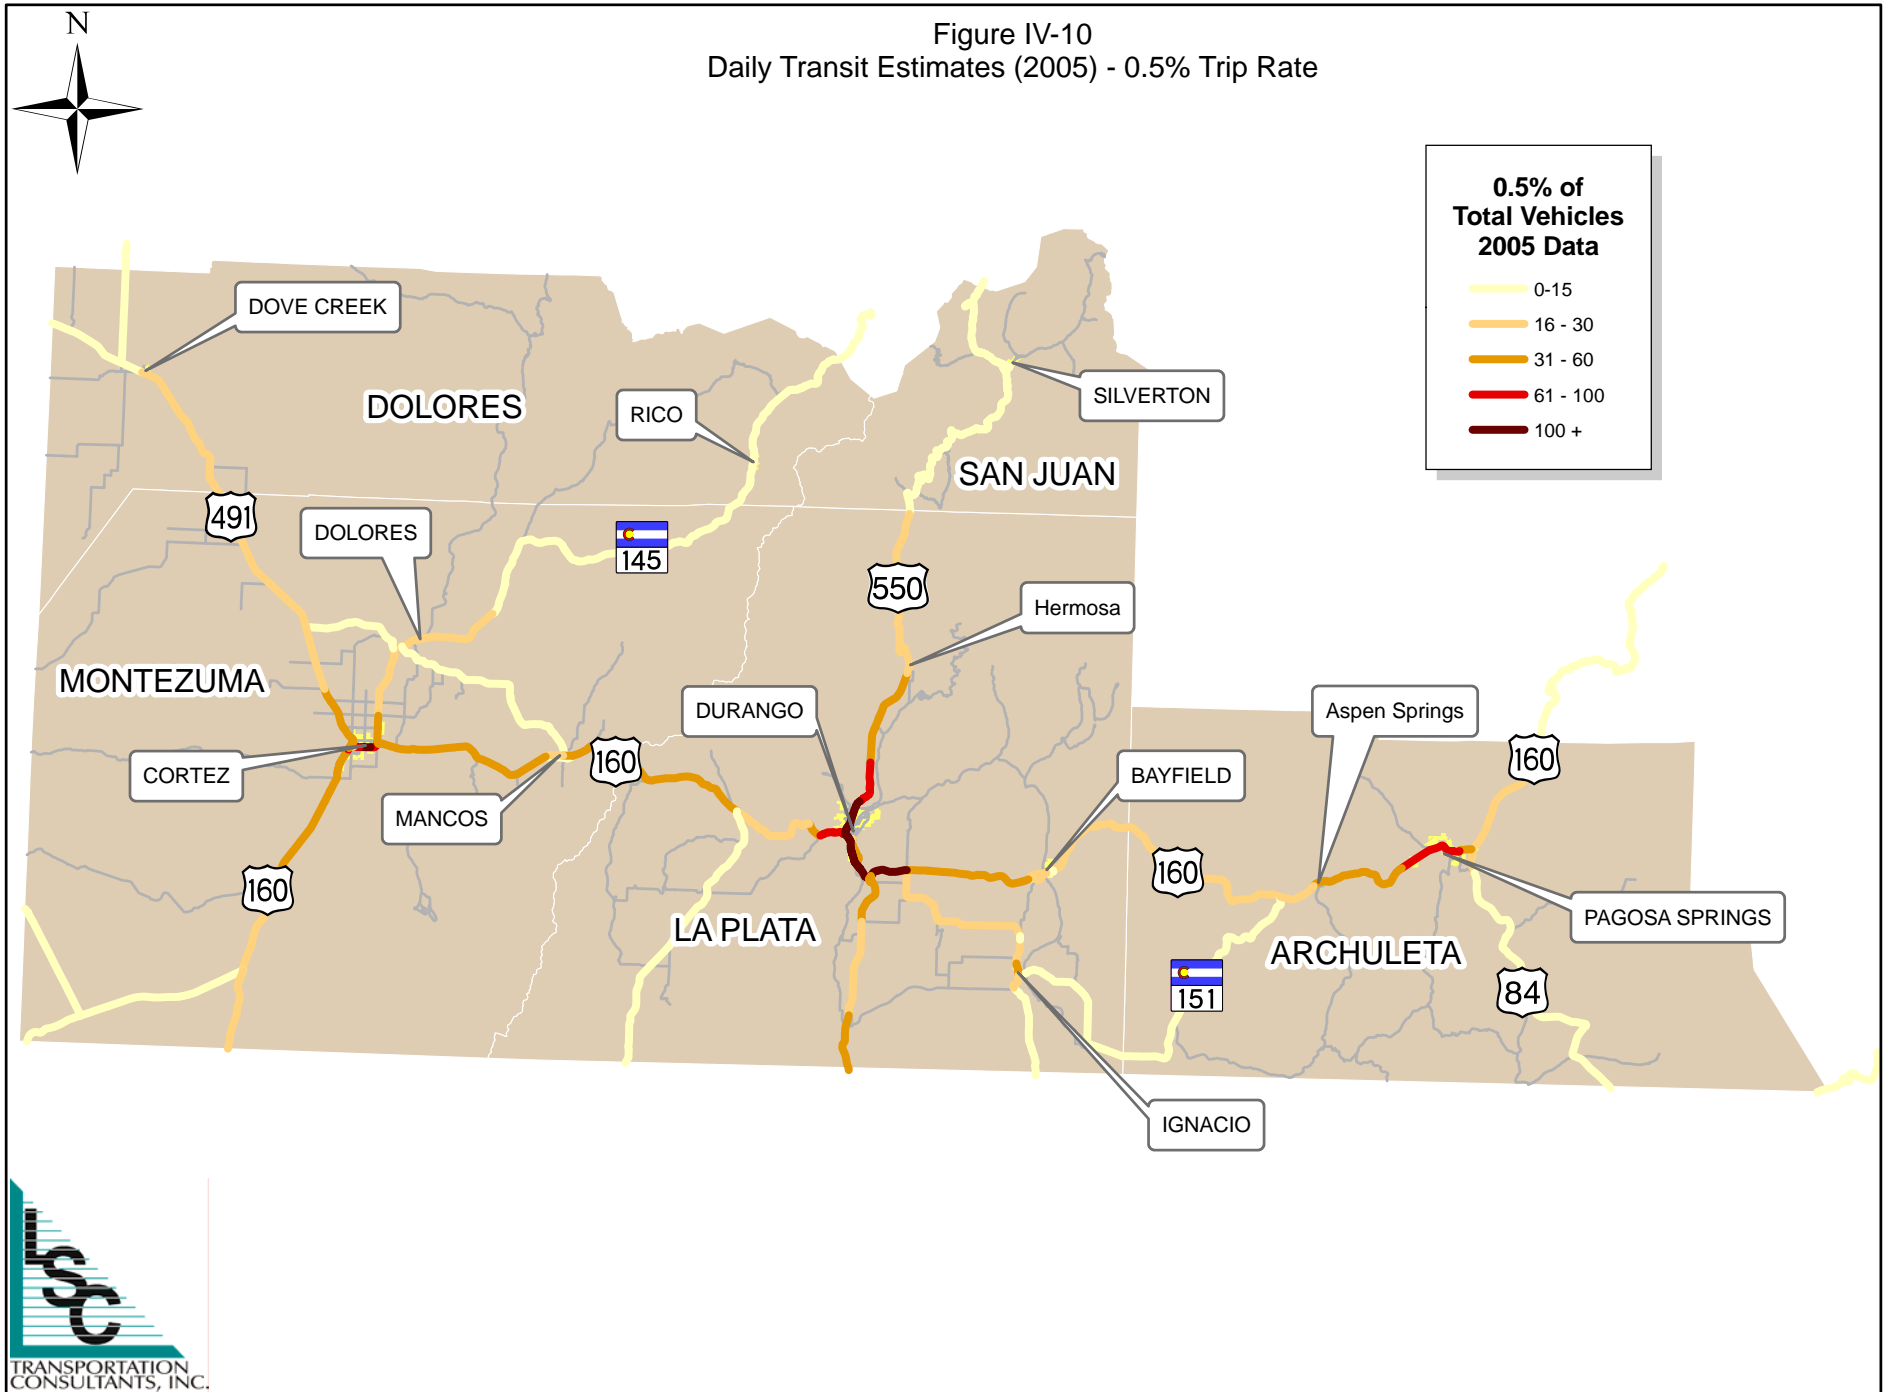 N
Figure IV-10
Daily Transit Estimates (2005) - 0.5% Trip Rate
0.5% of
Total Vehicles
2005 Data
0-15
16 - 30
31 - 60
61 - 100
100 +
DOVE CREEK
DOLORES
RICO
SILVERTON
SAN JUAN
491
DOLORES
145
550
Hermosa
MONTEZUMA
DURANGO
Aspen Springs
CORTEZ
160
160
BAYFIELD
MANCOS
160
160
PAGOSA SPRINGS
LA PLATA
ARCHULETA
151
84
IGNACIO
LSC
TRANSPORTATION
CONSULTANTS, INC.